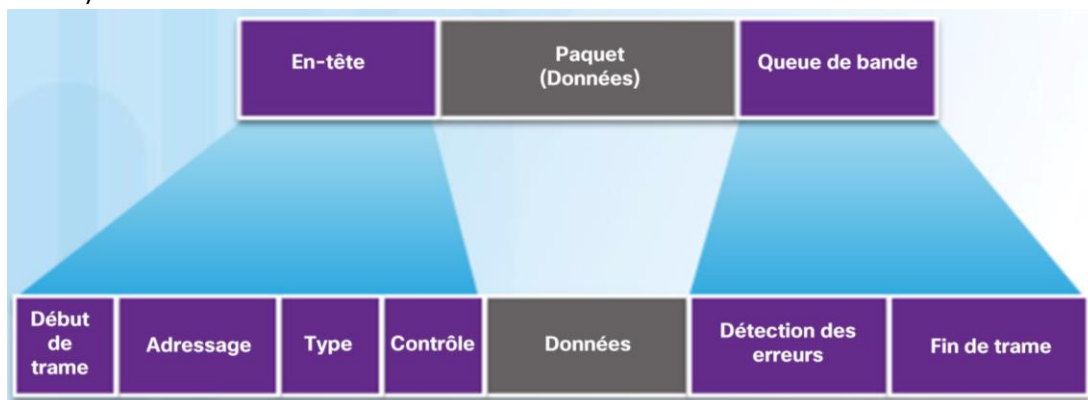 En-tête
Paquet
(Données)
Queue de bande
Début
de
trame
Adressage
Type
Contrôle
Données
Détection des
erreurs
Fin de trame